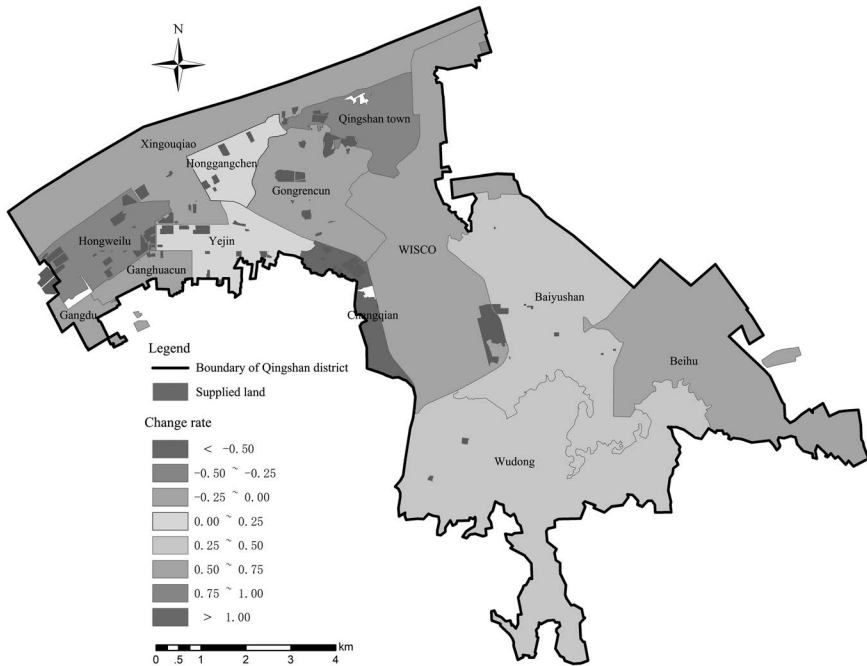 N
Qingshan town
Xingouqiao
Honggangchen
Gongrencun
Hongweilu
Yejin
WISCO
Ganghuacun
Baiyushan
Gangdu
Changqian
Beihu
Wudong
Legend
Boundary of Qingshan district
Supplied land
Change rate
< -0.50
-0.50 ~ -0.25
-0.25 ~ 0.00
0.00 ~ 0.25
0.25 ~ 0.50
0.50 ~ 0.75
0.75 ~ 1.00
> 1.00
km
0 .5 1 2 3 4